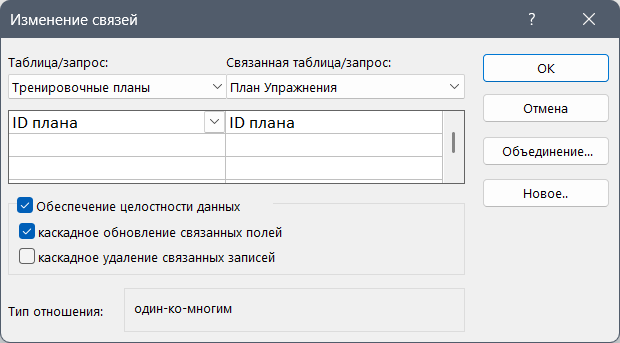 Изменение связей
?
Таблица/запрос: Связанная таблица/запрос:
Тренировочные планы План Упражнения
ID плана ID плана
Обеспечение целостности данных
каскадное обновление связанных полей
каскадное удаление связанных записей
Тип отношения: один-ко-многим
OK
Отмена
Объединение...
Новое..